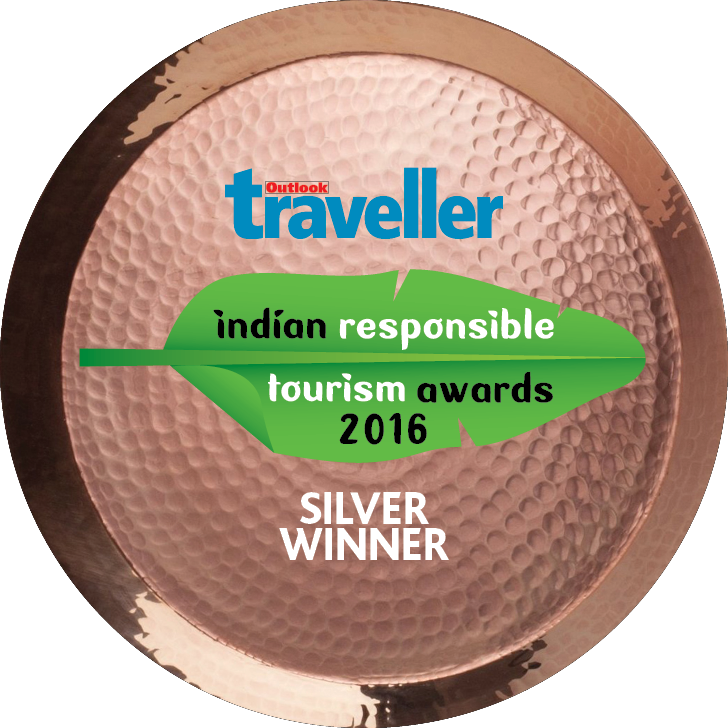 Outlook
traveller
indian responsible
tourism awards
2016
SILVER
WINNER